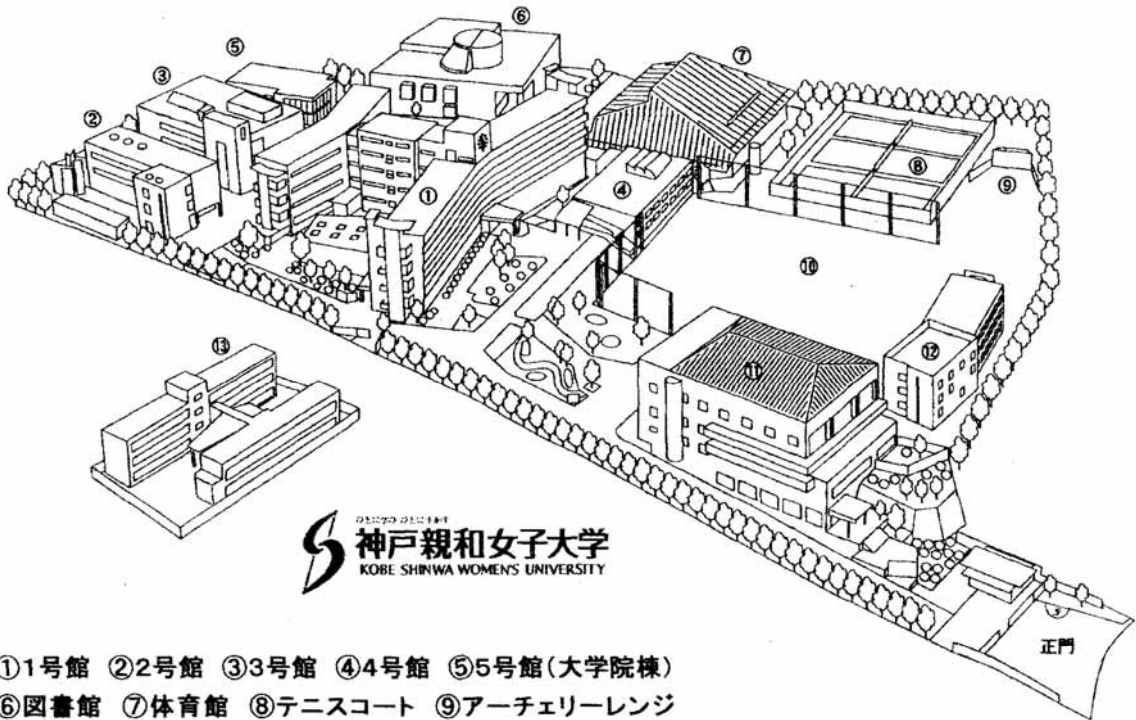 ⑥
⑤
⑦
③
②
⑧
①
④
⑨
⑩
⑬
⑫
⑪
神戸親和女子大学
KOBE SHINWA WOMEN'S UNIVERSITY
正門
①1号館 ②2号館 ③3号館 ④4号館 ⑤5号館(大学院棟)
⑥図書館 ⑦体育館 ⑧テニスコート ⑨アーチェリーレンジ